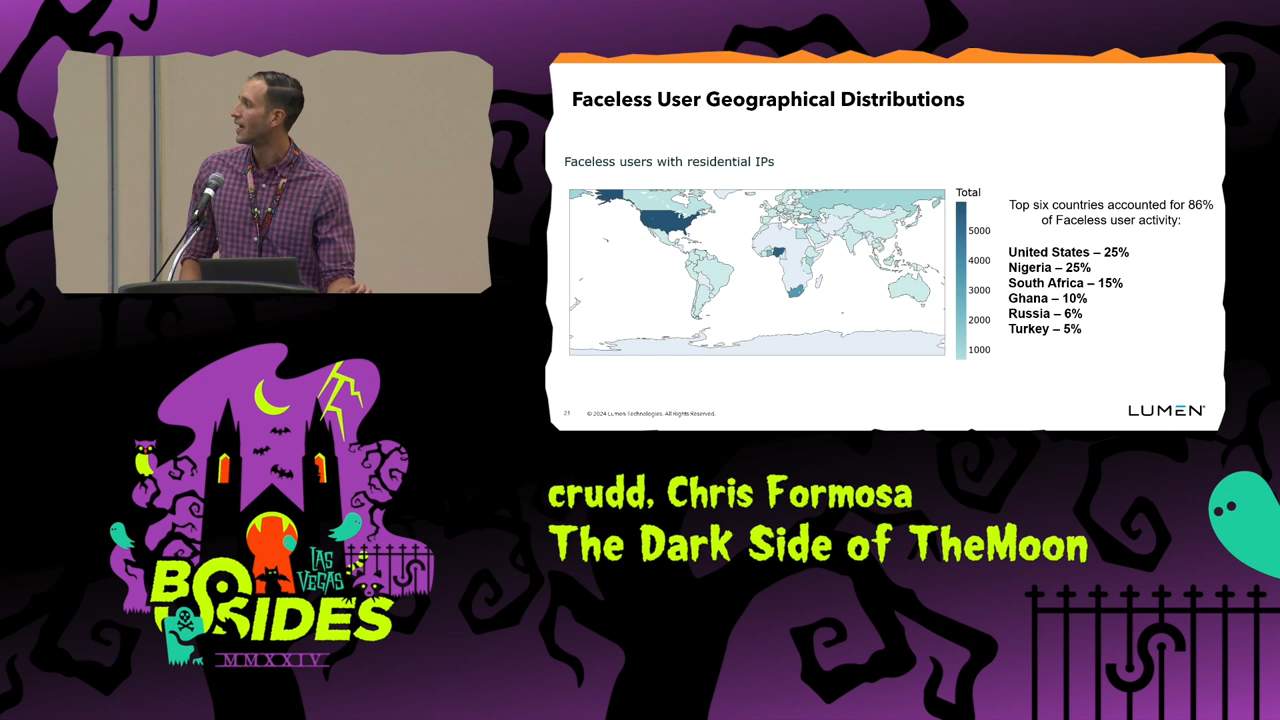 Faceless User Geographical Distributions
Faceless users with residential IPs
Total
5000
4000
3000
2000
1000
Top six countries accounted for 86%
of Faceless user activity:
United States – 25%
Nigeria – 25%
South Africa – 15%
Ghana – 10%
Russia – 6%
Turkey – 5%
21 © 2024 Lumen Technologies. All Rights Reserved.
LUMEN®
crudd, Chris Formosa
The Dark Side of TheMoon
LAS
VEGAS
BSIDES
MMXXIV